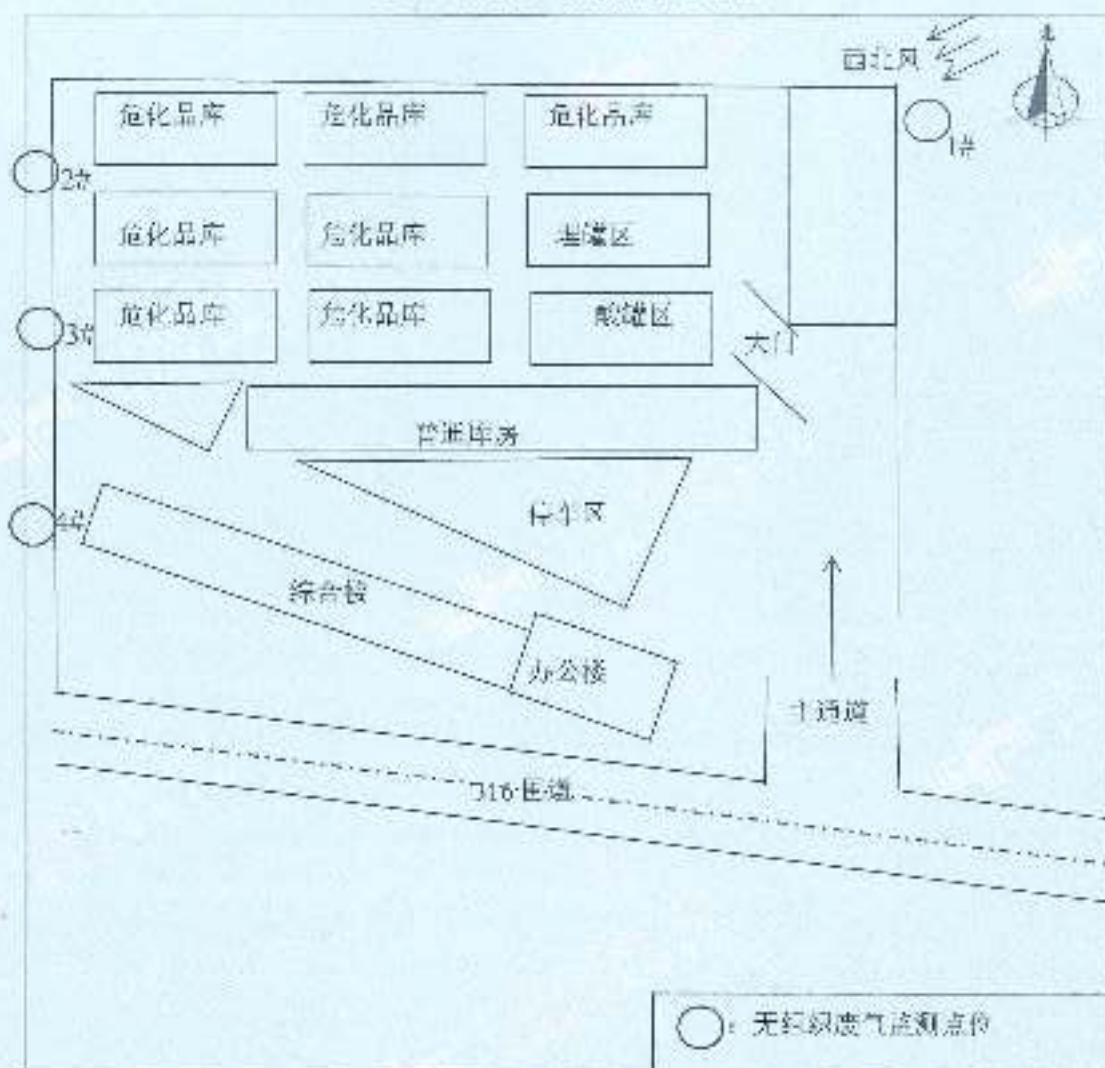 西北风
危化品库 危化品库 危化品库
1#
2#
危化品库 危化品库 埋罐区
3#
危化品库 危化品库 酸罐区
大门
普通库房
4#
停车区
综合楼
办公楼
主通道
316国道
：无组织废气监测点位